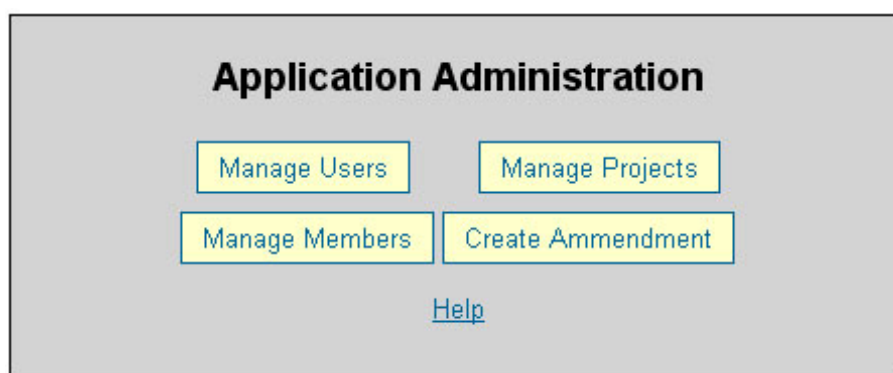 Application Administration
Manage Users Manage Projects
Manage Members Create Ammendment
Help